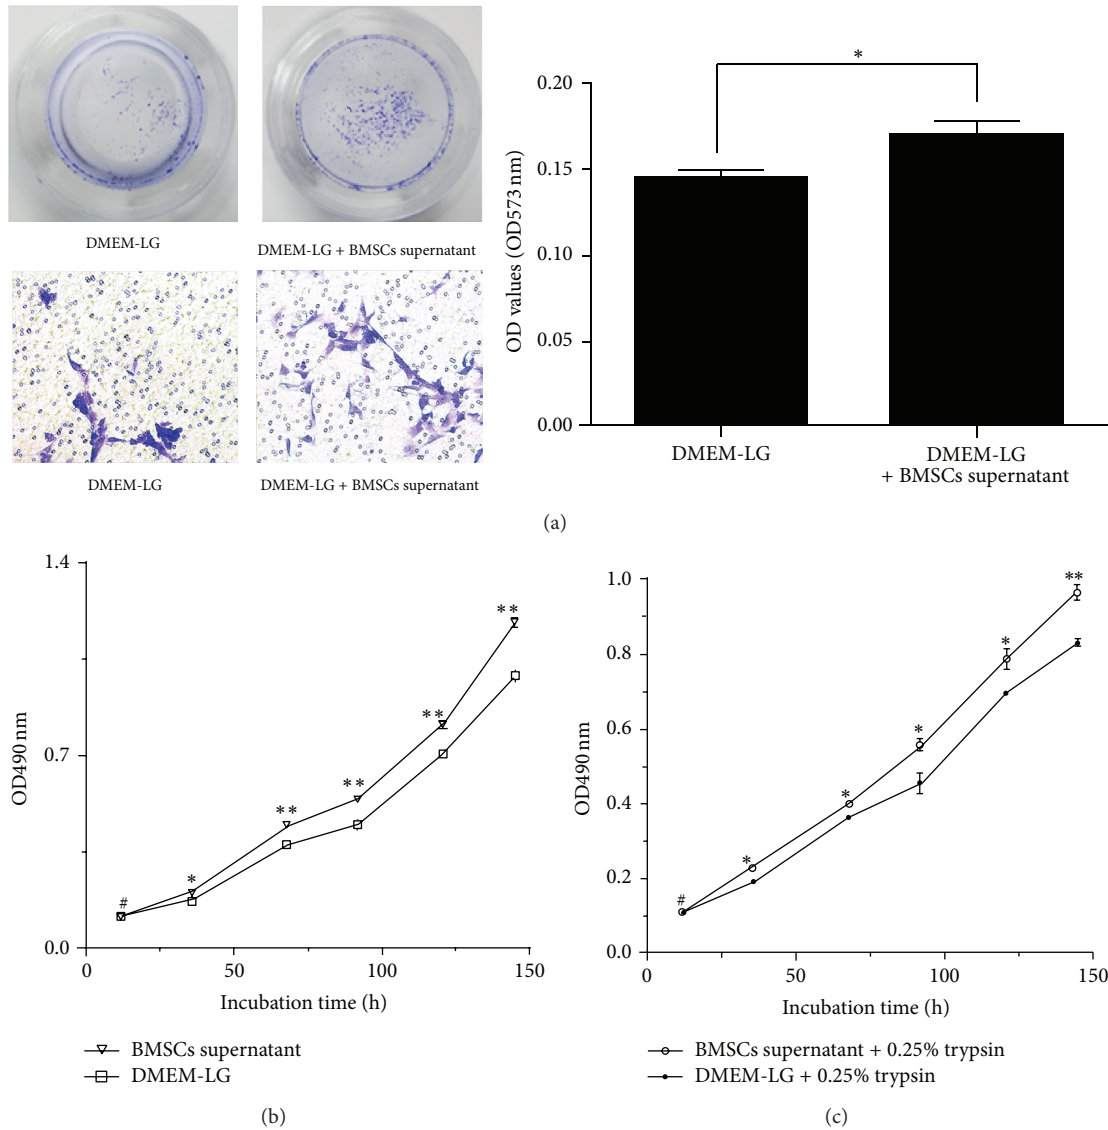 DMEM-LG
DMEM-LG + BMSCs supernatant
DMEM-LG
DMEM-LG + BMSCs supernatant
*
0.20
0.15
0.10
0.05
0.00
OD values (OD573 nm)
DMEM-LG
DMEM-LG
+ BMSCs supernatant
(a)
1.4
0.7
0.0
OD490 nm
#
*
**
**
**
**
0
50
100
150
Incubation time (h)
BMSCs supernatant
DMEM-LG
(b)
1.0
0.8
0.6
0.4
0.2
0.0
OD490 nm
#
*
*
*
*
**
0
50
100
150
Incubation time (h)
BMSCs supernatant + 0.25% trypsin
DMEM-LG + 0.25% trypsin
(c)